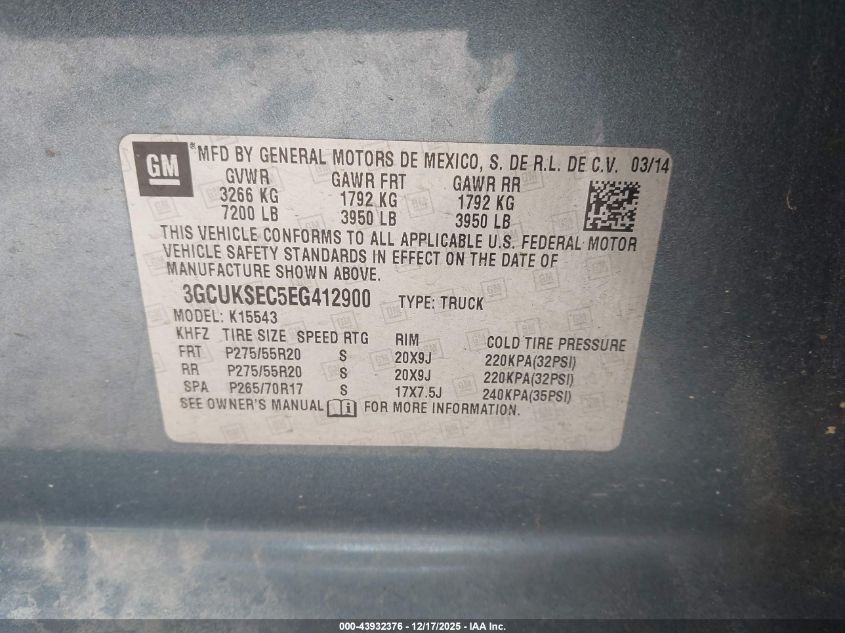 GM
®MFD BY GENERAL MOTORS DE MEXICO, S. DE R.L. DE C.V. 03/14
GVWR GAWR FRT GAWR RR
3266 KG 1792 KG 1792 KG
7200 LB 3950 LB 3950 LB
THIS VEHICLE CONFORMS TO ALL APPLICABLE U.S. FEDERAL MOTOR
VEHICLE SAFETY STANDARDS IN EFFECT ON THE DATE OF
MANUFACTURE SHOWN ABOVE.
3GCUKSEC5EG412900 TYPE: TRUCK
MODEL: K15543
KHFZ TIRE SIZE SPEED RTG RIM COLD TIRE PRESSURE
FRT P275/55R20 S 20X9J 220KPA(32PSI)
RR P275/55R20 S 20X9J 220KPA(32PSI)
SPA P265/70R17 S 17X7.5J 240KPA(35PSI)
SEE OWNER'S MANUAL i FOR MORE INFORMATION.
000-43932376 - 12/17/2025 - IAA Inc.